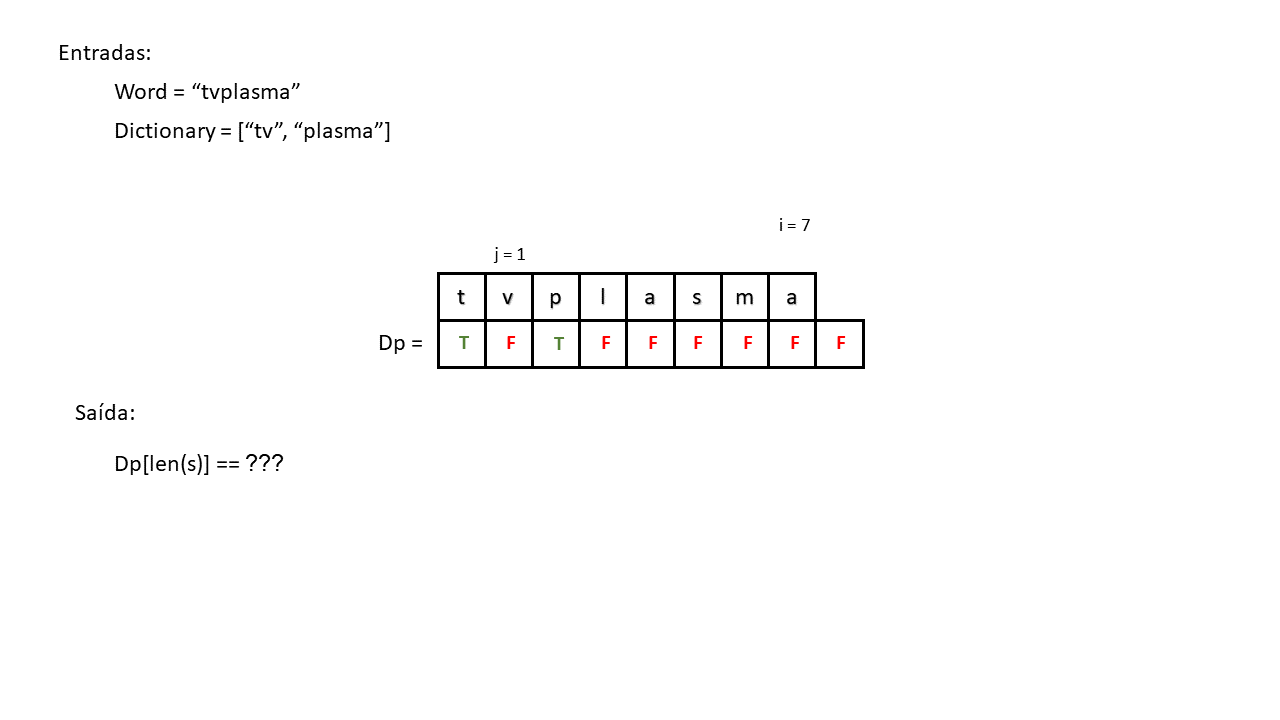 Entradas:
Word = “tvplasma”
Dictionary = [“tv”, “plasma”]
i = 7
j = 1
t v p l a s m a
Dp = T F T F F F F F F
Saída:
Dp[len(s)] == ???